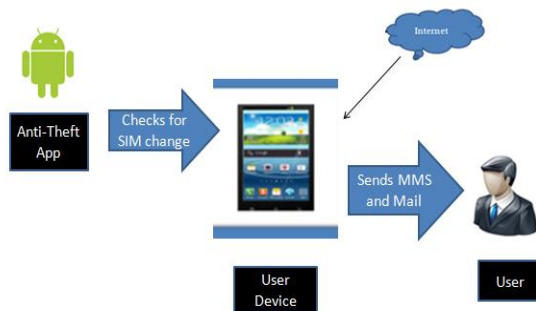 Internet
Anti-Theft
App
Checks for
SIM change
Sends MMS
and Mail
User
Device
User